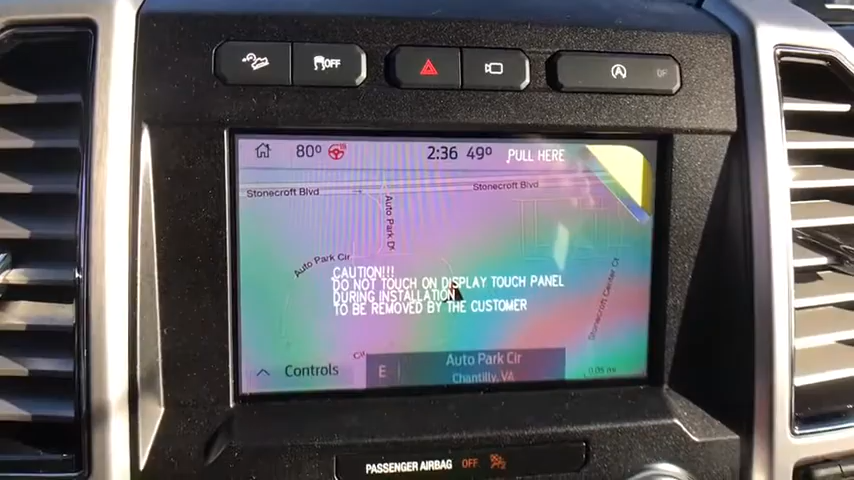 OFF
OFF
80° 2:36 49° PULL HERE
Stonecroft Blvd
Stonecroft Blvd
Auto Park Cir
Auto Park Cir
CAUTION!!!
DO NOT TOUCH ON DISPLAY TOUCH PANEL
DURING INSTALLATION
TO BE REMOVED BY THE CUSTOMER
Stonecroft Center Ct
Controls
E
Auto Park Cir
Chantilly, VA
PASSENGER AIRBAG OFF